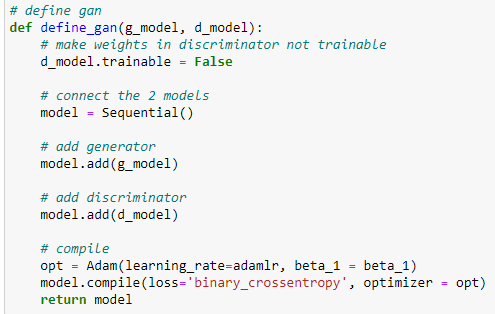 # define gan
def define_gan(g_model, d_model):
    # make weights in discriminator not trainable
    d_model.trainable = False
    # connect the 2 models
    model = Sequential()
    # add generator
    model.add(g_model)
    # add discriminator
    model.add(d_model)
    # compile
    opt = Adam(learning_rate=adamlr, beta_1 = beta_1)
    model.compile(loss='binary_crossentropy', optimizer = opt)
    return model